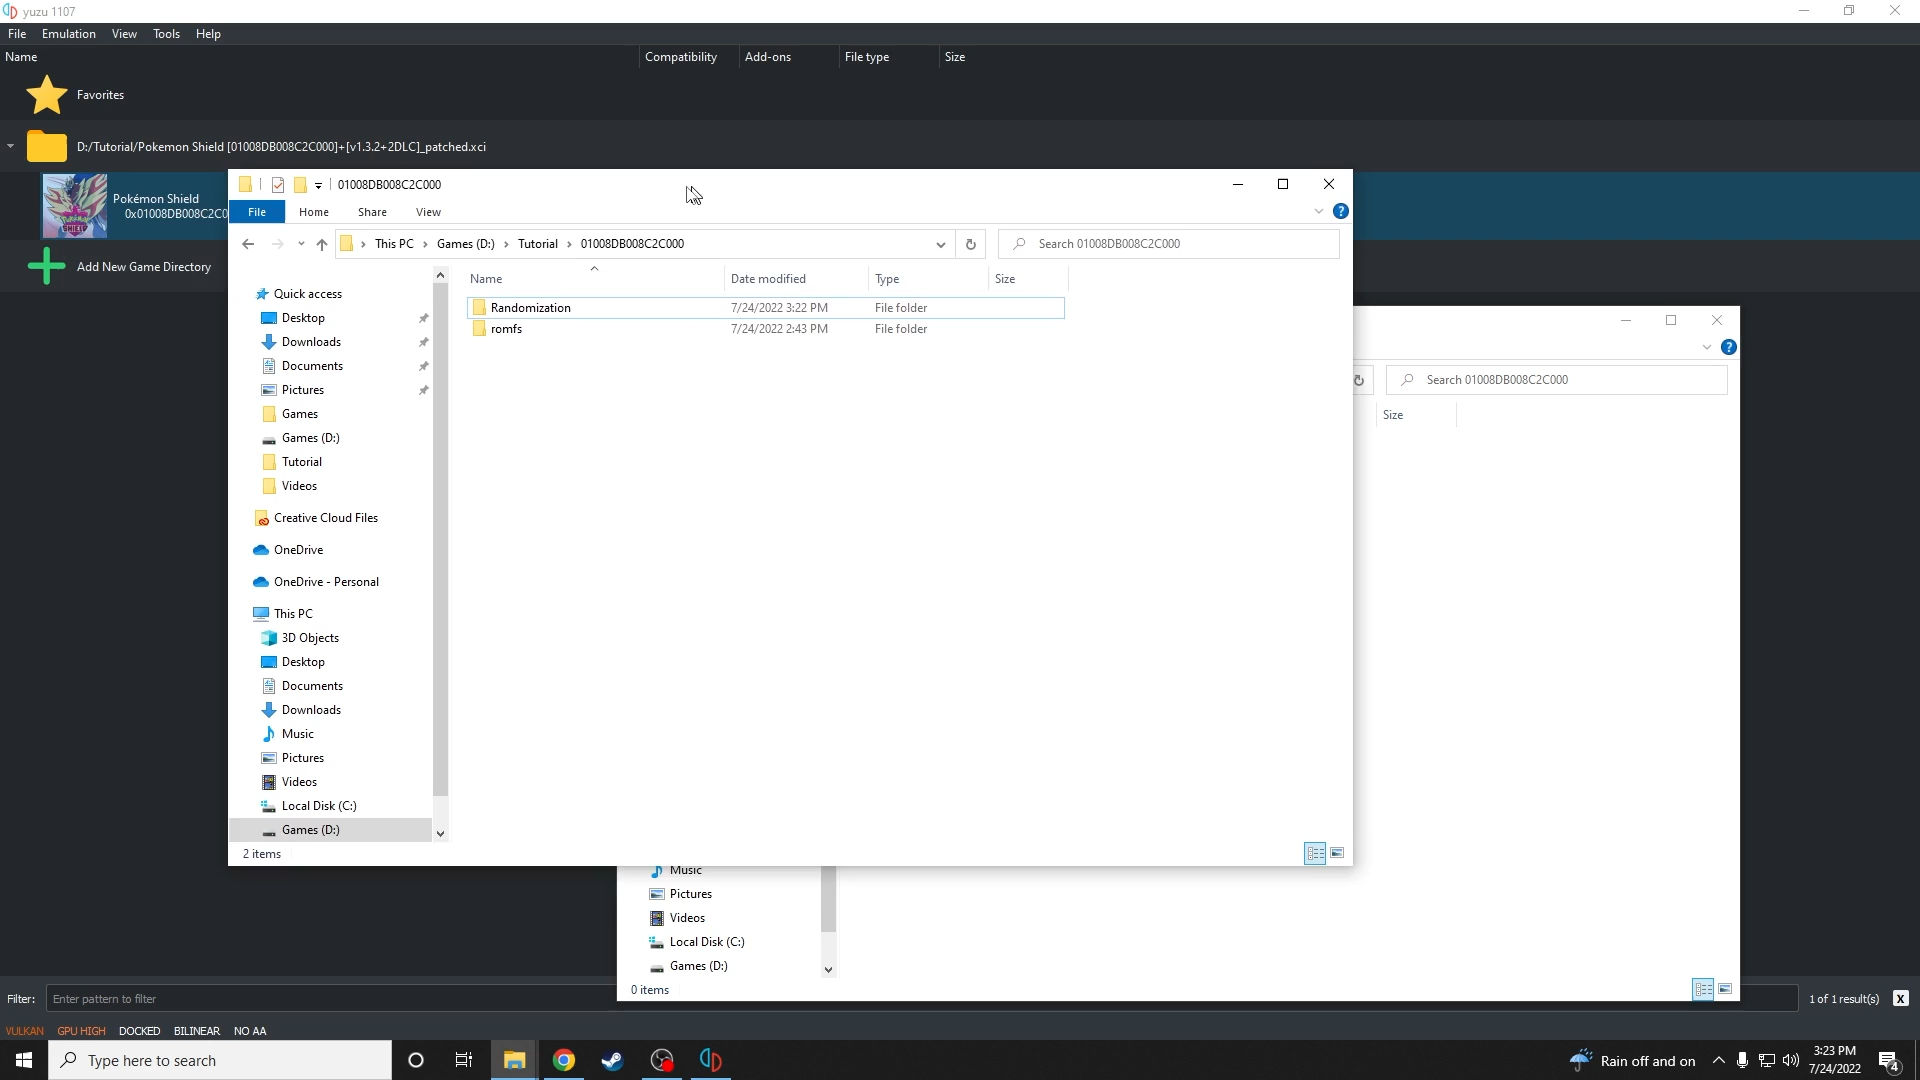 yuzu 1107
File Emulation View Tools Help
Name Compatibility Add-ons File type Size
Favorites
D:/Tutorial/Pokemon Shield [01008DB008C2C000]+[v1.3.2+2DLC]_patched.xci
Pokémon Shield
0x01008DB008C2C0
Add New Game Directory
01008DB008C2C000
File Home Share View
This PC Games (D:) Tutorial 01008DB008C2C000
Search 01008DB008C2C000
Name Date modified Type Size
Randomization 7/24/2022 3:22 PM File folder
romfs 7/24/2022 2:43 PM File folder
Quick access
Desktop
Downloads
Documents
Pictures
Games
Games (D:)
Tutorial
Videos
Creative Cloud Files
OneDrive
OneDrive - Personal
This PC
3D Objects
Desktop
Documents
Downloads
Music
Pictures
Videos
Local Disk (C:)
Games (D:)
2 items
Search 01008DB008C2C000
Size
Music
Pictures
Videos
Local Disk (C:)
Games (D:)
0 items
Filter: Enter pattern to filter 1 of 1 result(s) X
VULKAN GPU HIGH DOCKED BILINEAR NO AA
Type here to search
Rain off and on
3:23 PM
7/24/2022
4